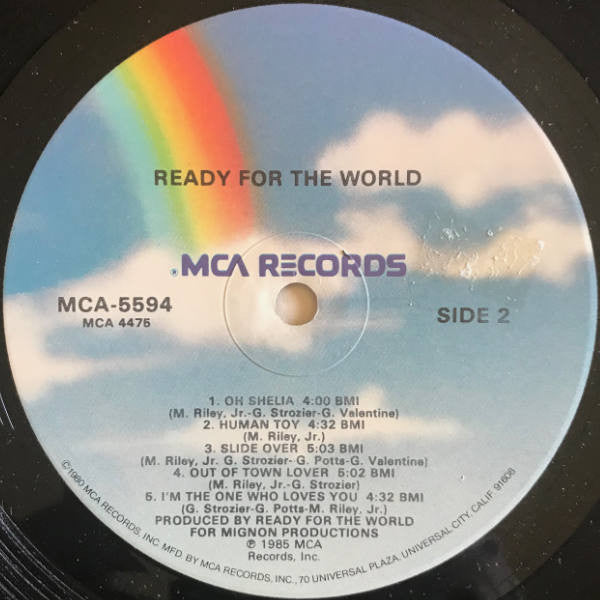 READY FOR THE WORLD
MCA RECORDS
MCA-5594
MCA 4475
SIDE 2
1. OH SHELIA 4:00 BMI
(M. Riley, Jr.-G. Strozier-G. Valentine)
2. HUMAN TOY 4:32 BMI
(M. Riley, Jr.)
3. SLIDE OVER 5:03 BMI
(M. Riley, Jr. G. Strozier- G. Potts-G. Valentine)
4. OUT OF TOWN LOVER 5:02 BMI
(M. Riley, Jr.-G. Strozier)
5. I'M THE ONE WHO LOVES YOU 4:32 BMI
(G. Strozier-G. Potts-M. Riley, Jr.)
PRODUCED BY READY FOR THE WORLD
FOR MIGNON PRODUCTIONS
℗ 1985 MCA
Records, Inc.
©1980 MCA RECORDS, INC. MFD. BY MCA RECORDS, INC., 70 UNIVERSAL PLAZA, UNIVERSAL CITY, CALIF. 91608